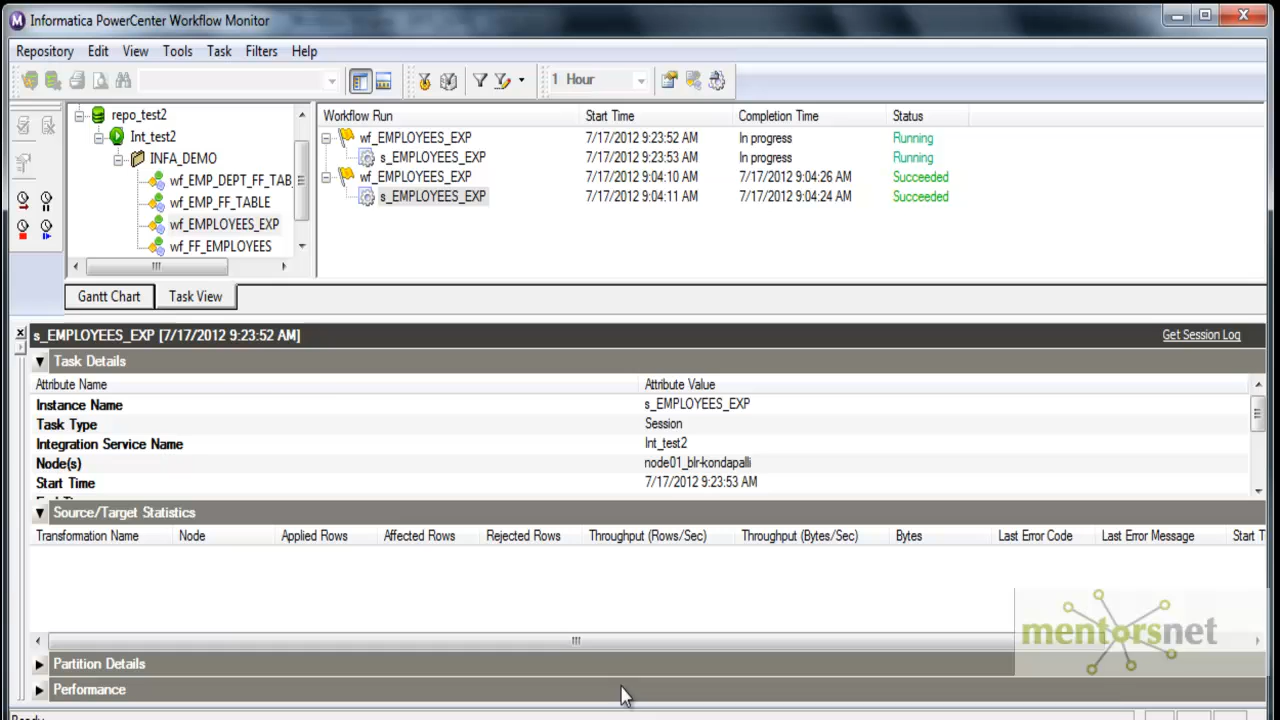 Informatica PowerCenter Workflow Monitor
Repository Edit View Tools Task Filters Help
1 Hour
repo_test2
Int_test2
INFA_DEMO
wf_EMP_DEPT_FF_TAB
wf_EMP_FF_TABLE
wf_EMPLOYEES_EXP
wf_FF_EMPLOYEES
Workflow Run Start Time Completion Time Status
wf_EMPLOYEES_EXP 7/17/2012 9:23:52 AM In progress Running
s_EMPLOYEES_EXP 7/17/2012 9:23:53 AM In progress Running
wf_EMPLOYEES_EXP 7/17/2012 9:04:10 AM 7/17/2012 9:04:26 AM Succeeded
s_EMPLOYEES_EXP 7/17/2012 9:04:11 AM 7/17/2012 9:04:24 AM Succeeded
Gantt Chart Task View
s_EMPLOYEES_EXP [7/17/2012 9:23:52 AM] Get Session Log
Task Details
Attribute Name Attribute Value
Instance Name s_EMPLOYEES_EXP
Task Type Session
Integration Service Name Int_test2
Node(s) node01_blr-kondapalli
Start Time 7/17/2012 9:23:53 AM
Source/Target Statistics
Transformation Name Node Applied Rows Affected Rows Rejected Rows Throughput (Rows/Sec) Throughput (Bytes/Sec) Bytes Last Error Code Last Error Message Start T
mentorsnet
Partition Details
Performance